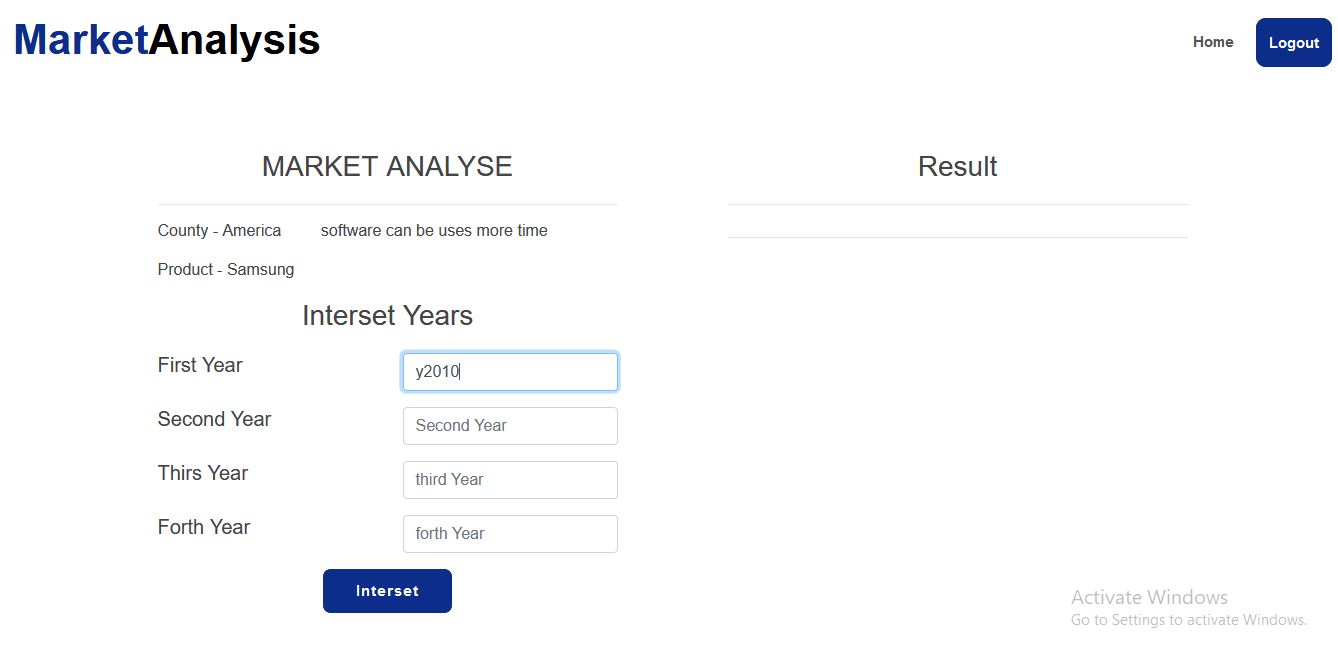 MarketAnalysis
Home
Logout
MARKET ANALYSE
County - America
software can be uses more time
Product - Samsung
Interset Years
First Year
y2010
Second Year
Second Year
Thirs Year
third Year
Forth Year
forth Year
Interset
Result
Activate Windows
Go to Settings to activate Windows.